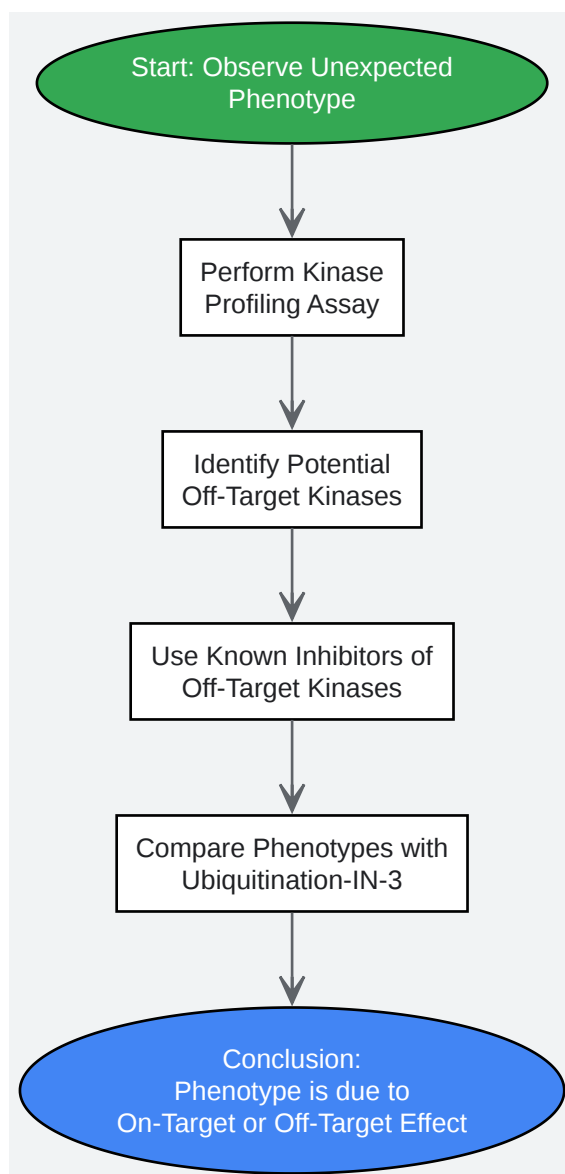 Start: Observe Unexpected
Phenotype
Perform Kinase
Profiling Assay
Identify Potential
Off-Target Kinases
Use Known Inhibitors of
Off-Target Kinases
Compare Phenotypes with
Ubiquitination-IN-3
Conclusion:
Phenotype is due to
On-Target or Off-Target Effect